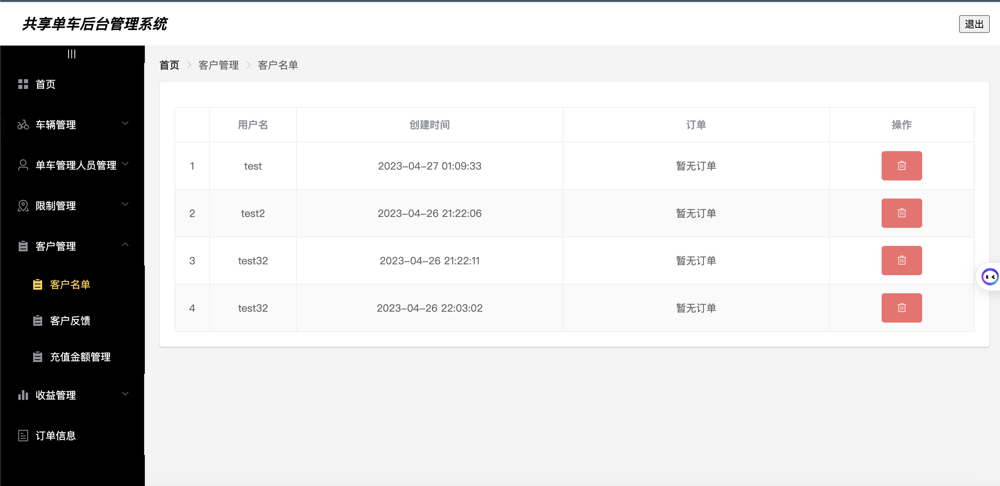 共享单车后台管理系统
退出
首页
车辆管理
单车管理人员管理
限制管理
客户管理
客户名单
客户反馈
充值金额管理
收益管理
订单信息
首页 客户管理 客户名单
用户名 创建时间 订单 操作
1 test 2023-04-27 01:09:33 暂无订单
2 test2 2023-04-26 21:22:06 暂无订单
3 test32 2023-04-26 21:22:11 暂无订单
4 test32 2023-04-26 22:03:02 暂无订单